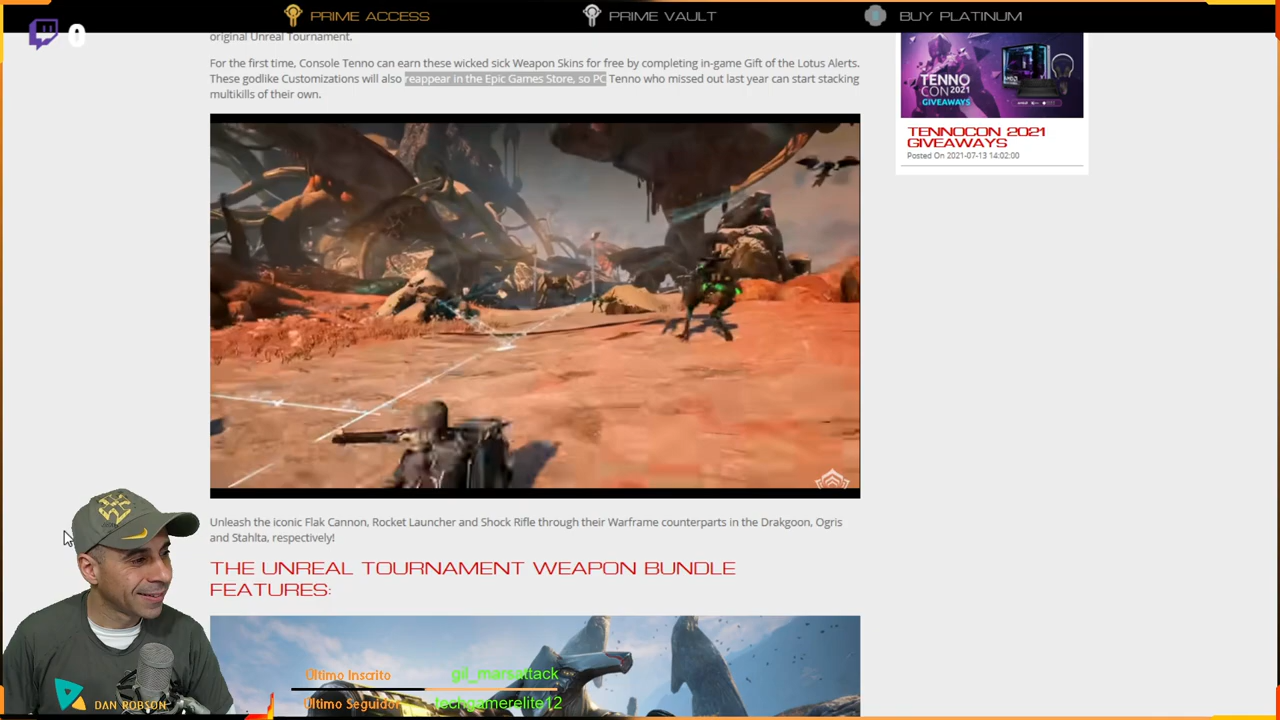 PRIME ACCESS
PRIME VAULT
BUY PLATINUM
0
original Unreal Tournament.
For the first time, Console Tenno can earn these wicked sick Weapon Skins for free by completing in-game Gift of the Lotus Alerts.
These godlike Customizations will also reappear in the Epic Games Store, so PC Tenno who missed out last year can start stacking
multikills of their own.
TENNO
CON2021
GIVEAWAYS
TENNOCON 2021
GIVEAWAYS
Posted On 2021-07-13 14:02:00
Unleash the iconic Flak Cannon, Rocket Launcher and Shock Rifle through their Warframe counterparts in the Drakgoon, Ogris
and Stahlta, respectively!
THE UNREAL TOURNAMENT WEAPON BUNDLE
FEATURES:
Último Inscrito
gil_marsattack
Último Seguidor
techgamerelite12
DAN ROBSON